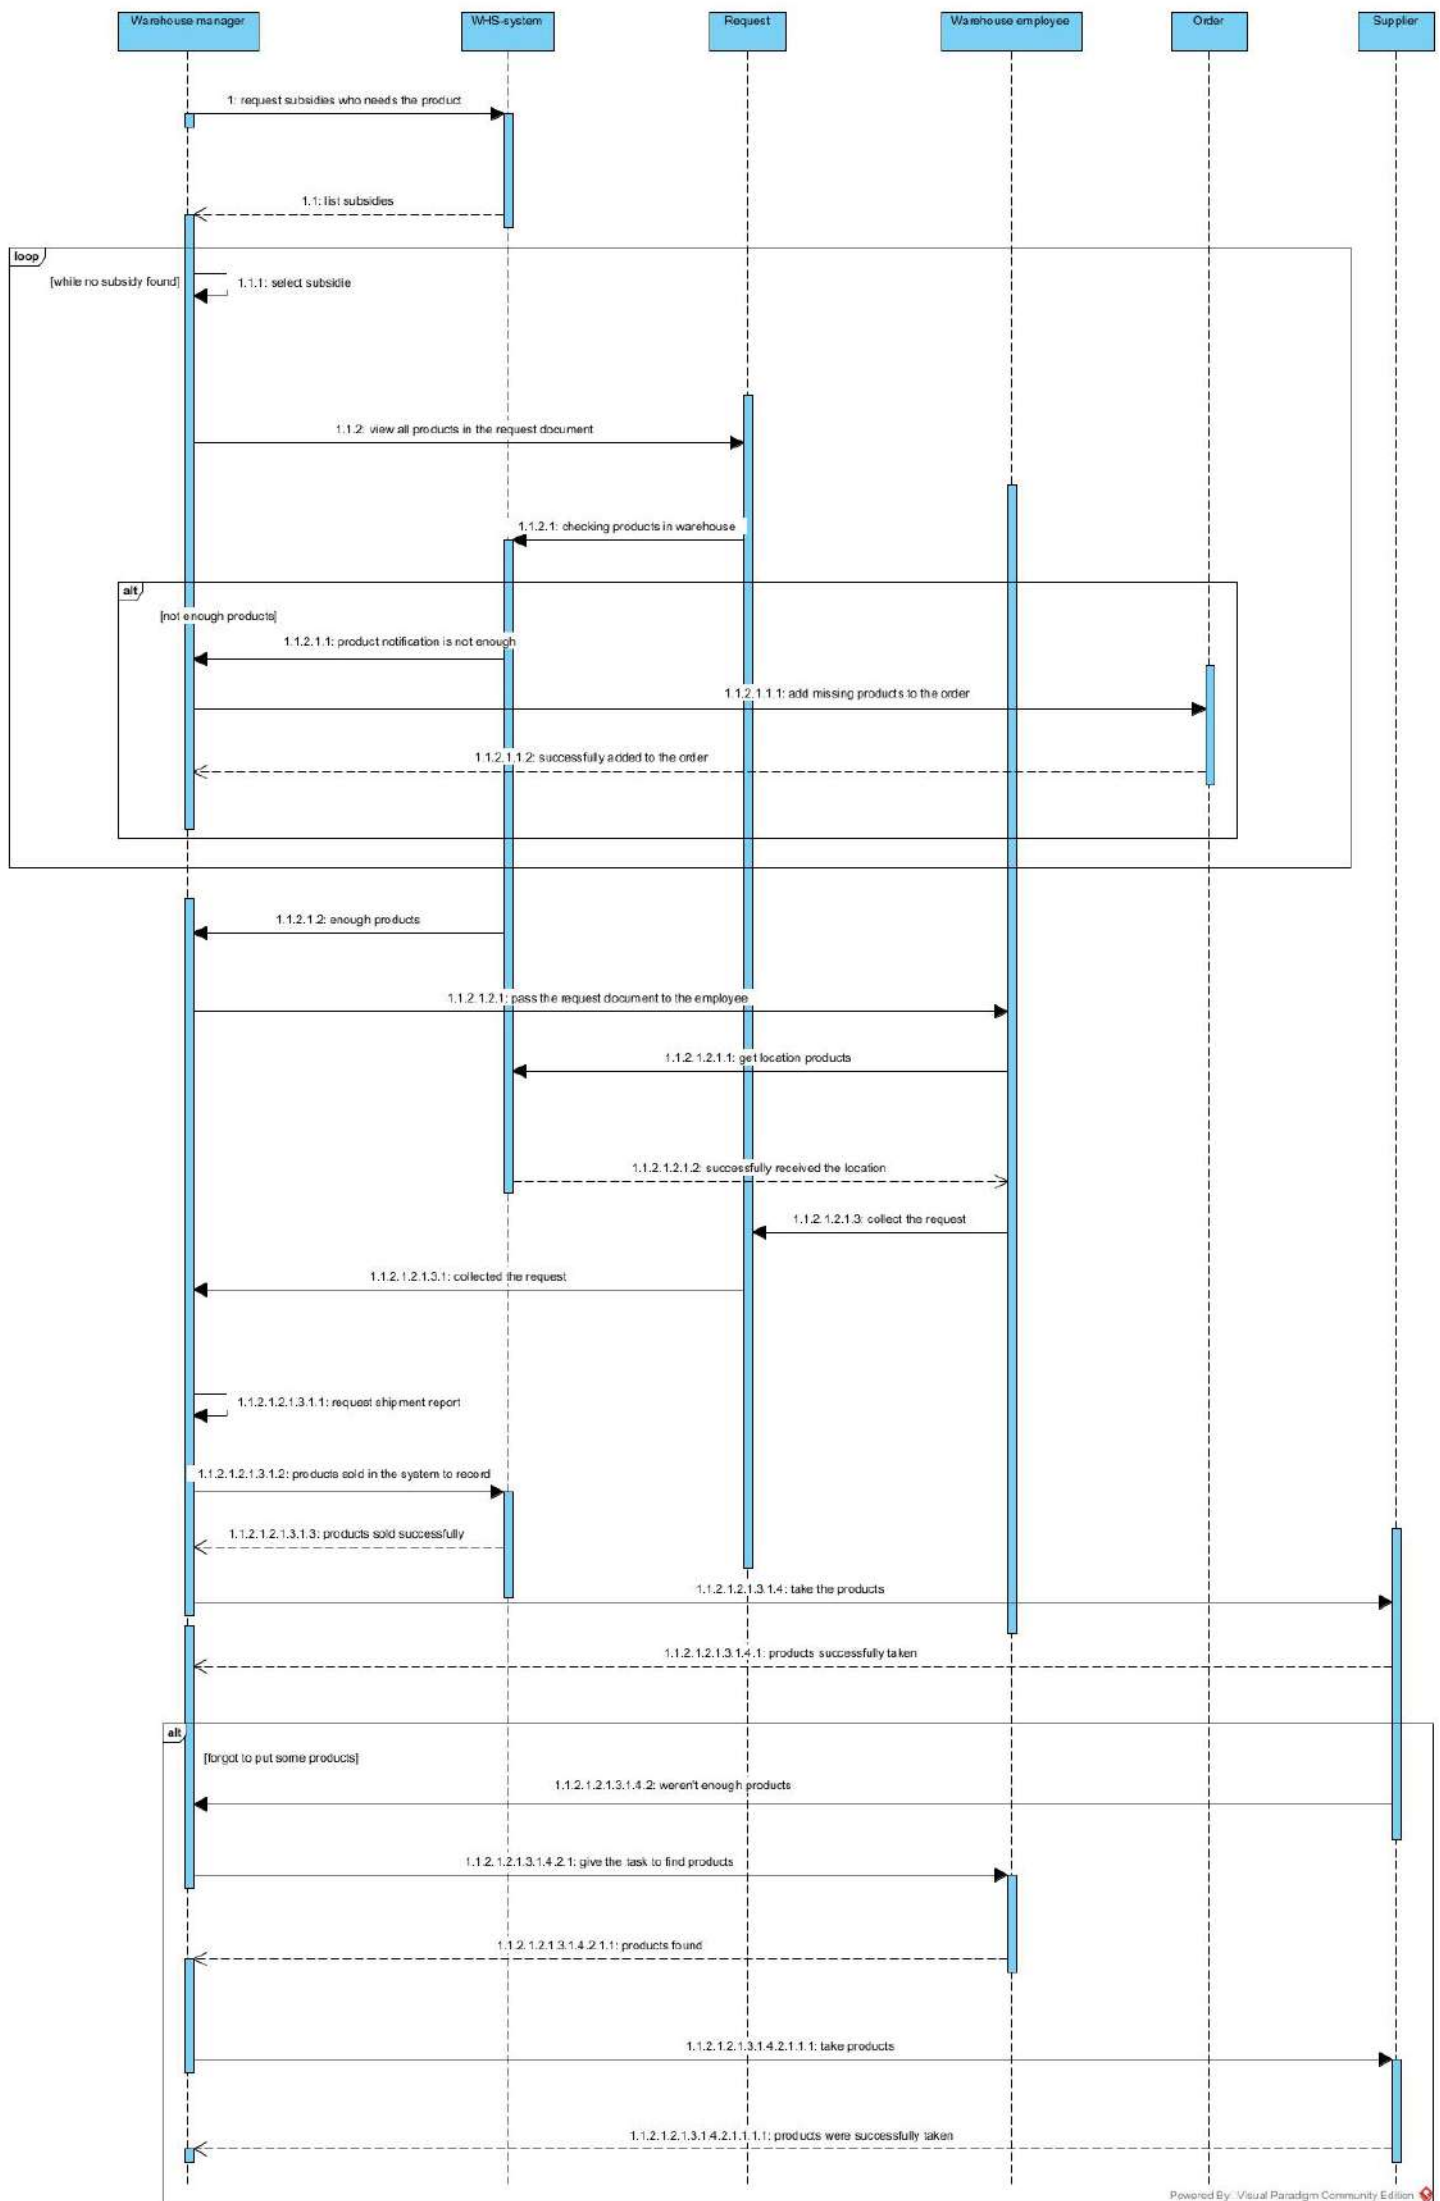 Warehouse manager
WHS-system
Request
Warehouse employee
Order
Supplier
1: request subsidies who needs the product
1.1: list subsidies
loop
[while no subsidy found]
1.1.1: select subsidie
1.1.2: view all products in the request document
1.1.2.1: checking products in warehouse
alt
[not enough products]
1.1.2.1.1: product notification is not enough
1.1.2.1.1.1: add missing products to the order
1.1.2.1.1.2: successfully added to the order
1.1.2.1.2: enough products
1.1.2.1.2.1: pass the request document to the employee
1.1.2.1.2.1.1: get location products
1.1.2.1.2.1.2: successfully received the location
1.1.2.1.2.1.3: collect the request
1.1.2.1.2.1.3.1: collected the request
1.1.2.1.2.1.3.1.1: request shipment report
1.1.2.1.2.1.3.1.2: products sold in the system to record
1.1.2.1.2.1.3.1.3: products sold successfully
1.1.2.1.2.1.3.1.4: take the products
1.1.2.1.2.1.3.1.4.1: products successfully taken
alt
[forgot to put some products]
1.1.2.1.2.1.3.1.4.2: weren't enough products
1.1.2.1.2.1.3.1.4.2.1: give the task to find products
1.1.2.1.2.1.3.1.4.2.1.1: products found
1.1.2.1.2.1.3.1.4.2.1.1.1: take products
1.1.2.1.2.1.3.1.4.2.1.1.1.1: products were successfully taken
Powered By: Visual Paradigm Community Edition